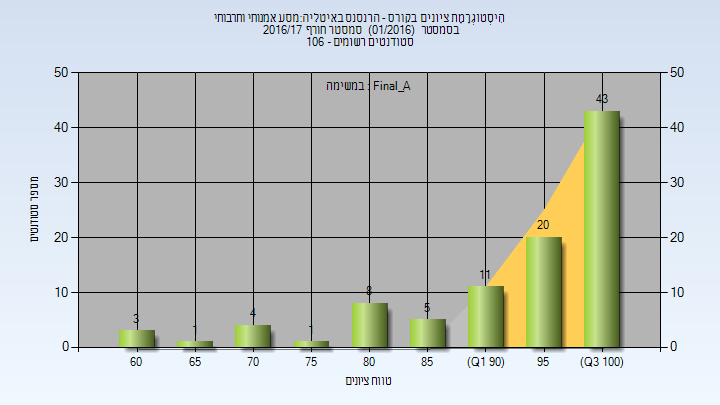 הִיסְטוֹגְרָמַת ציונים בקורס - הרנסנס באיטליה:מסע אמנותי ותרבותי
בסמסטר (01/2016) סמסטר חורף 2016/17
סטודנטים רשומים - 106
במשימה : Final_A
מספר סטודנטים
50 50
40 40
30 30
20 20
10 10
0 0
3 1 4 1 8 5 11 20 43
60 65 70 75 80 85 (Q1 90) 95 (Q3 100)
טווח ציונים